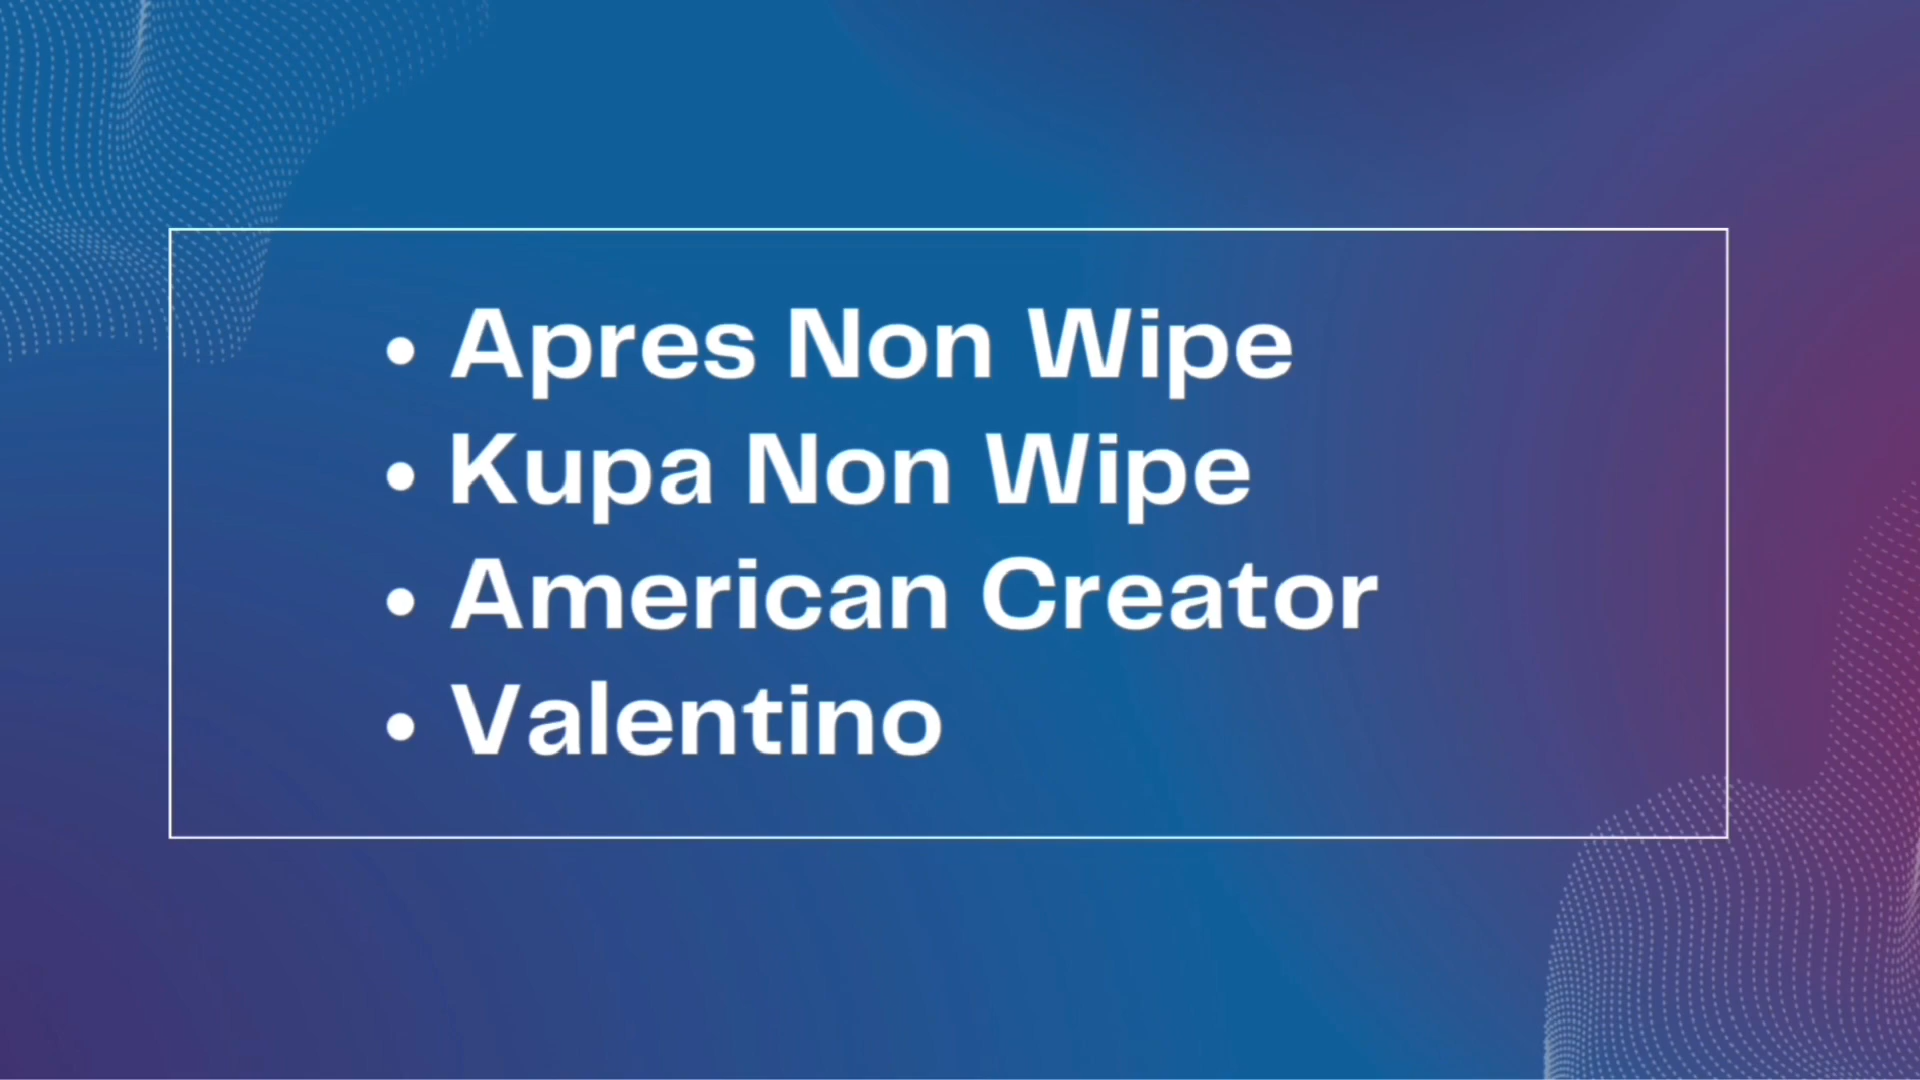 • Apres Non Wipe
• Kupa Non Wipe
• American Creator
• Valentino